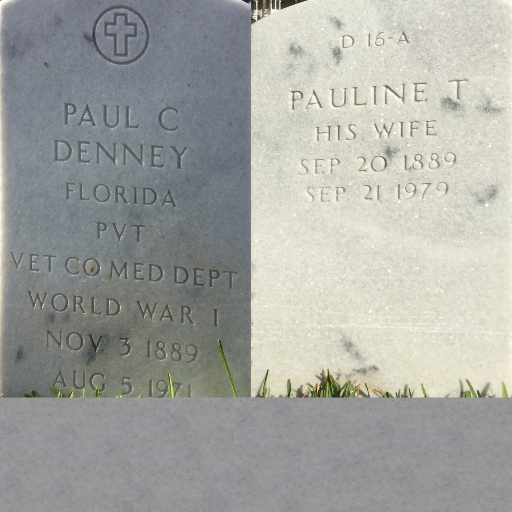 PAUL C
DENNEY
FLORIDA
PVT
VET CO MED DEPT
WORLD WAR I
NOV 3 1889
AUG 5 1971
D 16-A
PAULINE T
HIS WIFE
SEP 20 1889
SEP 21 1979